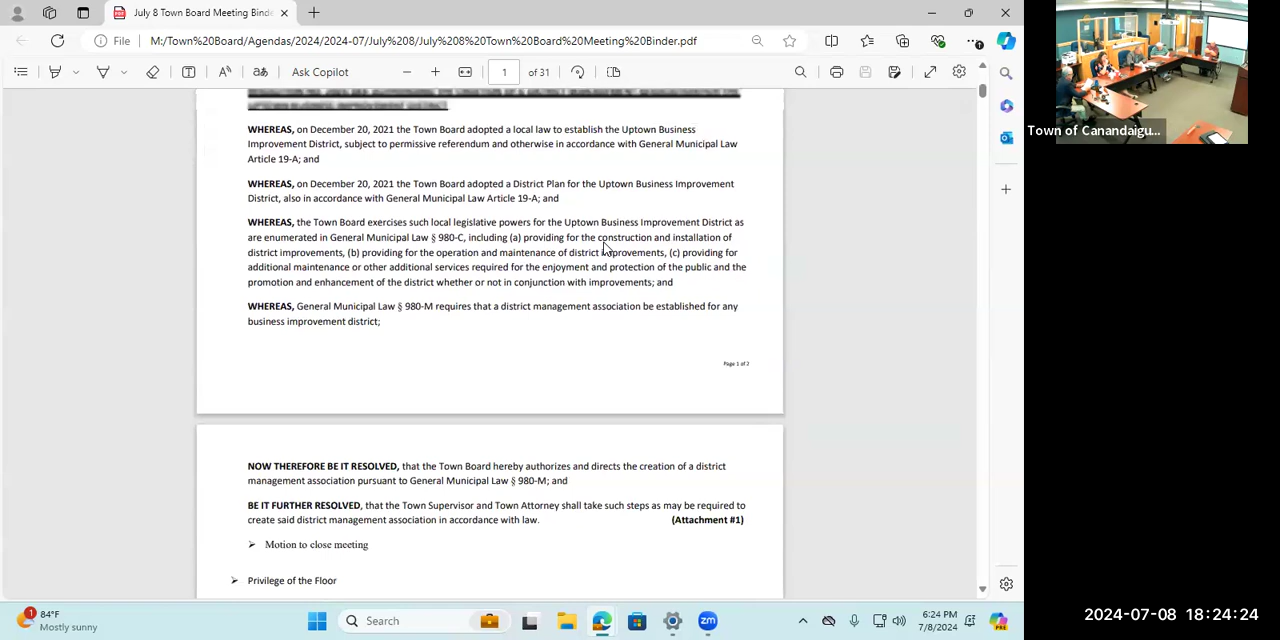 July 8 Town Board Meeting Binde
File
M:/Town%20Board/Agendas/2024/2024-07/July%208/July%208%20Town%20Board%20Meeting%20Binder.pdf
Ask Copilot
1 of 31
WHEREAS, on December 20, 2021 the Town Board adopted a local law to establish the Uptown Business
Improvement District, subject to permissive referendum and otherwise in accordance with General Municipal Law
Article 19-A; and
WHEREAS, on December 20, 2021 the Town Board adopted a District Plan for the Uptown Business Improvement
District, also in accordance with General Municipal Law Article 19-A; and
WHEREAS, the Town Board exercises such local legislative powers for the Uptown Business Improvement District as
are enumerated in General Municipal Law § 980-C, including (a) providing for the construction and installation of
district improvements, (b) providing for the operation and maintenance of district improvements, (c) providing for
additional maintenance or other additional services required for the enjoyment and protection of the public and the
promotion and enhancement of the district whether or not in conjunction with improvements; and
WHEREAS, General Municipal Law § 980-M requires that a district management association be established for any
business improvement district;
Page 1 of 2
NOW THEREFORE BE IT RESOLVED, that the Town Board hereby authorizes and directs the creation of a district
management association pursuant to General Municipal Law § 980-M; and
BE IT FURTHER RESOLVED, that the Town Supervisor and Town Attorney shall take such steps as may be required to
create said district management association in accordance with law. (Attachment #1)
➢ Motion to close meeting
➢ Privilege of the Floor
Town of Canandaigu...
1
84°F
Mostly sunny
Search
zm
6:24 PM
7/8/2024
PRE
2024-07-08 18:24:24